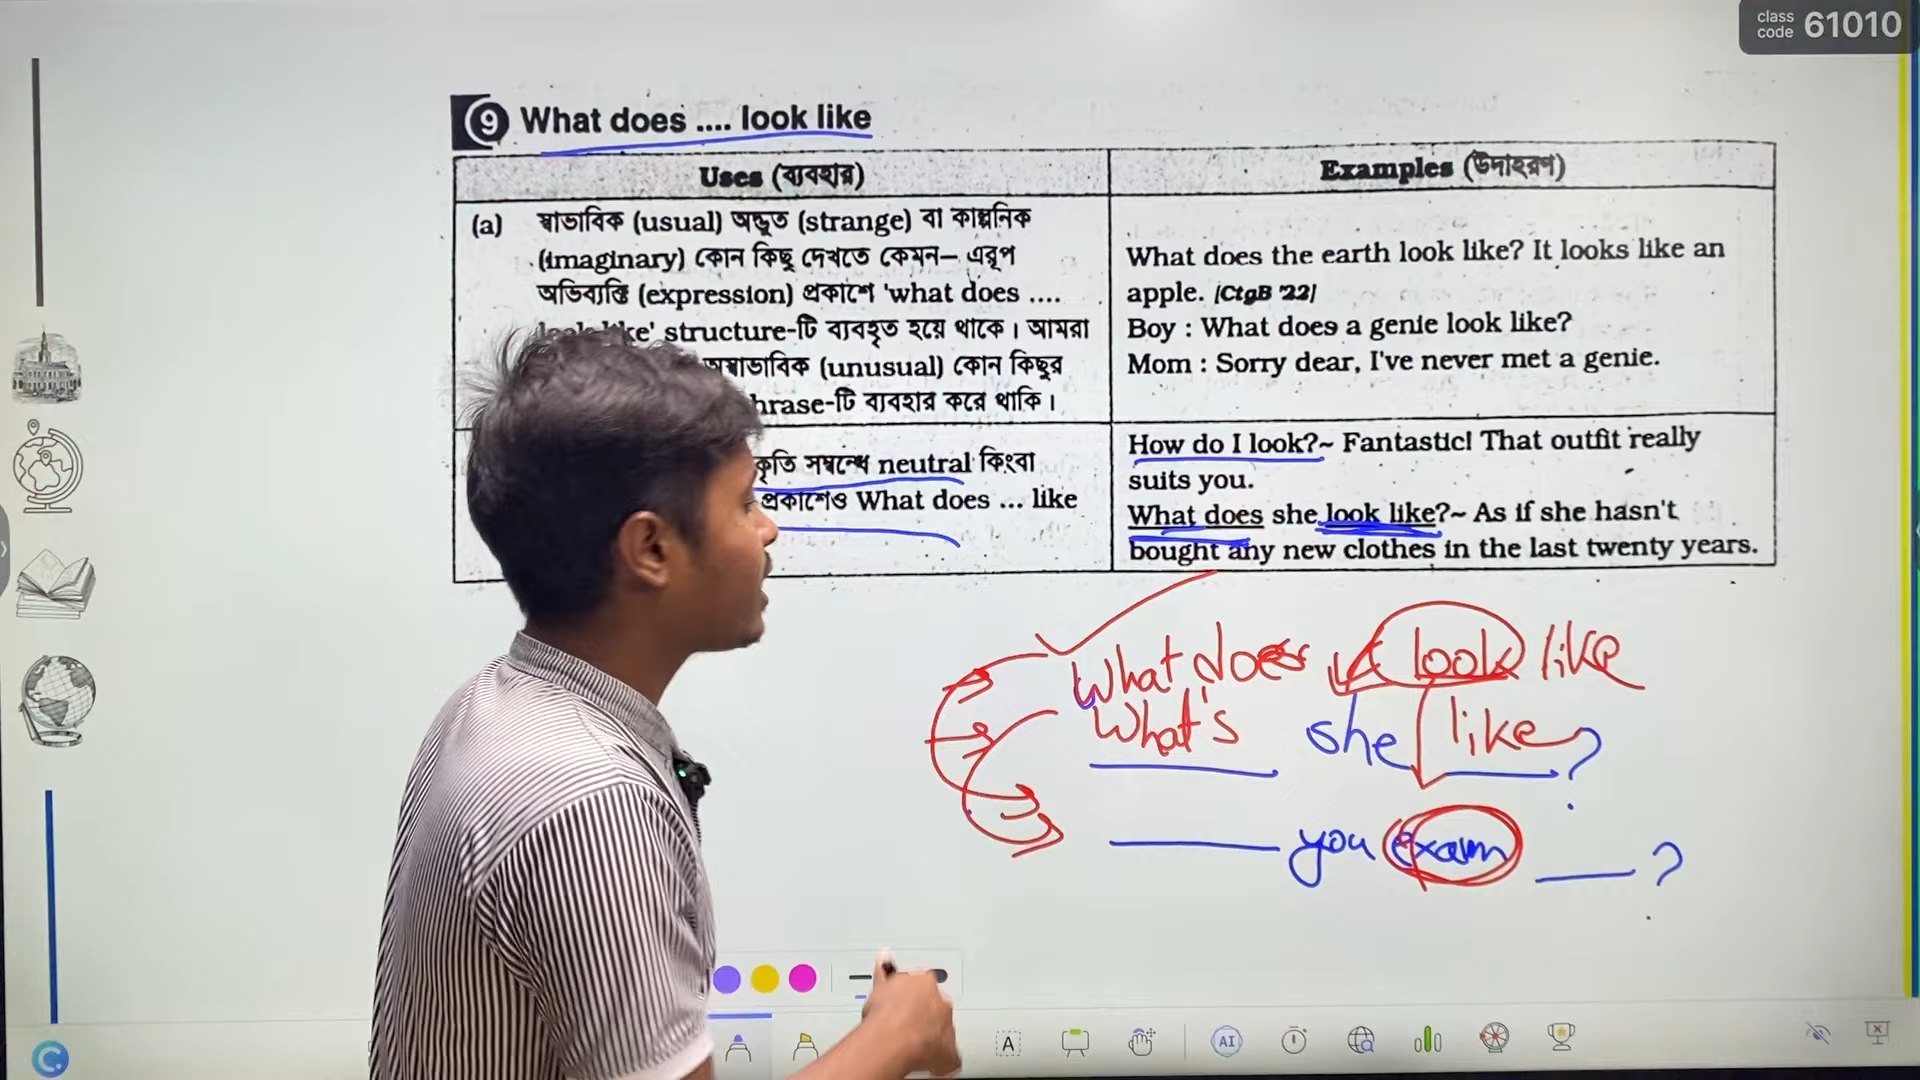 class code 61010
9 What does .... look like
Uses (ব্যবহার)
Examples (উদাহরণ)
(a) স্বাভাবিক (usual) অদ্ভুত (strange) বা কাল্পনিক
(imaginary) কোন কিছু দেখতে কেমন– এরূপ
অভিব্যক্তি (expression) প্রকাশে 'what does ....
structure-টি ব্যবহৃত হয়ে থাকে। আমরা
অস্বাভাবিক (unusual) কোন কিছুর
ব্যবহার করে থাকি।
What does the earth look like? It looks like an
apple. [CtgB '22]
Boy : What does a genie look like?
Mom : Sorry dear, I've never met a genie.
সম্বন্ধে neutral কিংবা
প্রকাশেও What does ... like
How do I look?~ Fantastic! That outfit really
suits you.
What does she look like?~ As if she hasn't
bought any new clothes in the last twenty years.
What does look like
What's she like?
you exam ?
A
AI